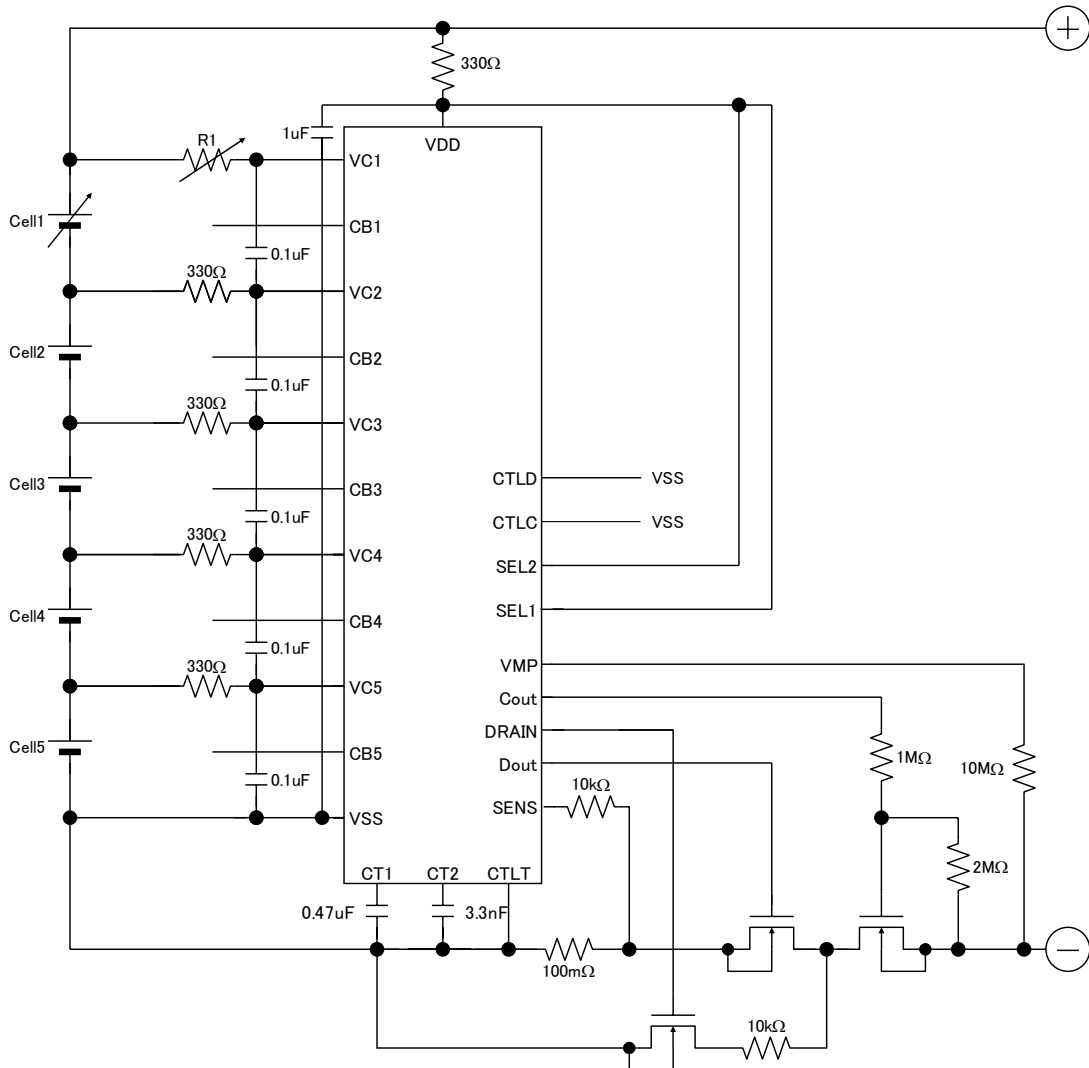 +
330Ω
1uF
VDD
R1
VC1
Cell1
CB1
0.1uF
330Ω
VC2
Cell2
CB2
0.1uF
330Ω
VC3
Cell3
CB3
CTLD
VSS
0.1uF
CTLC
VSS
330Ω
VC4
SEL2
Cell4
CB4
SEL1
0.1uF
330Ω
VC5
VMP
Cout
DRAIN
Cell5
CB5
1MΩ
10MΩ
Dout
0.1uF
10kΩ
SENS
VSS
2MΩ
CT1
CT2
CTLT
0.47uF
3.3nF
−
100mΩ
10kΩ